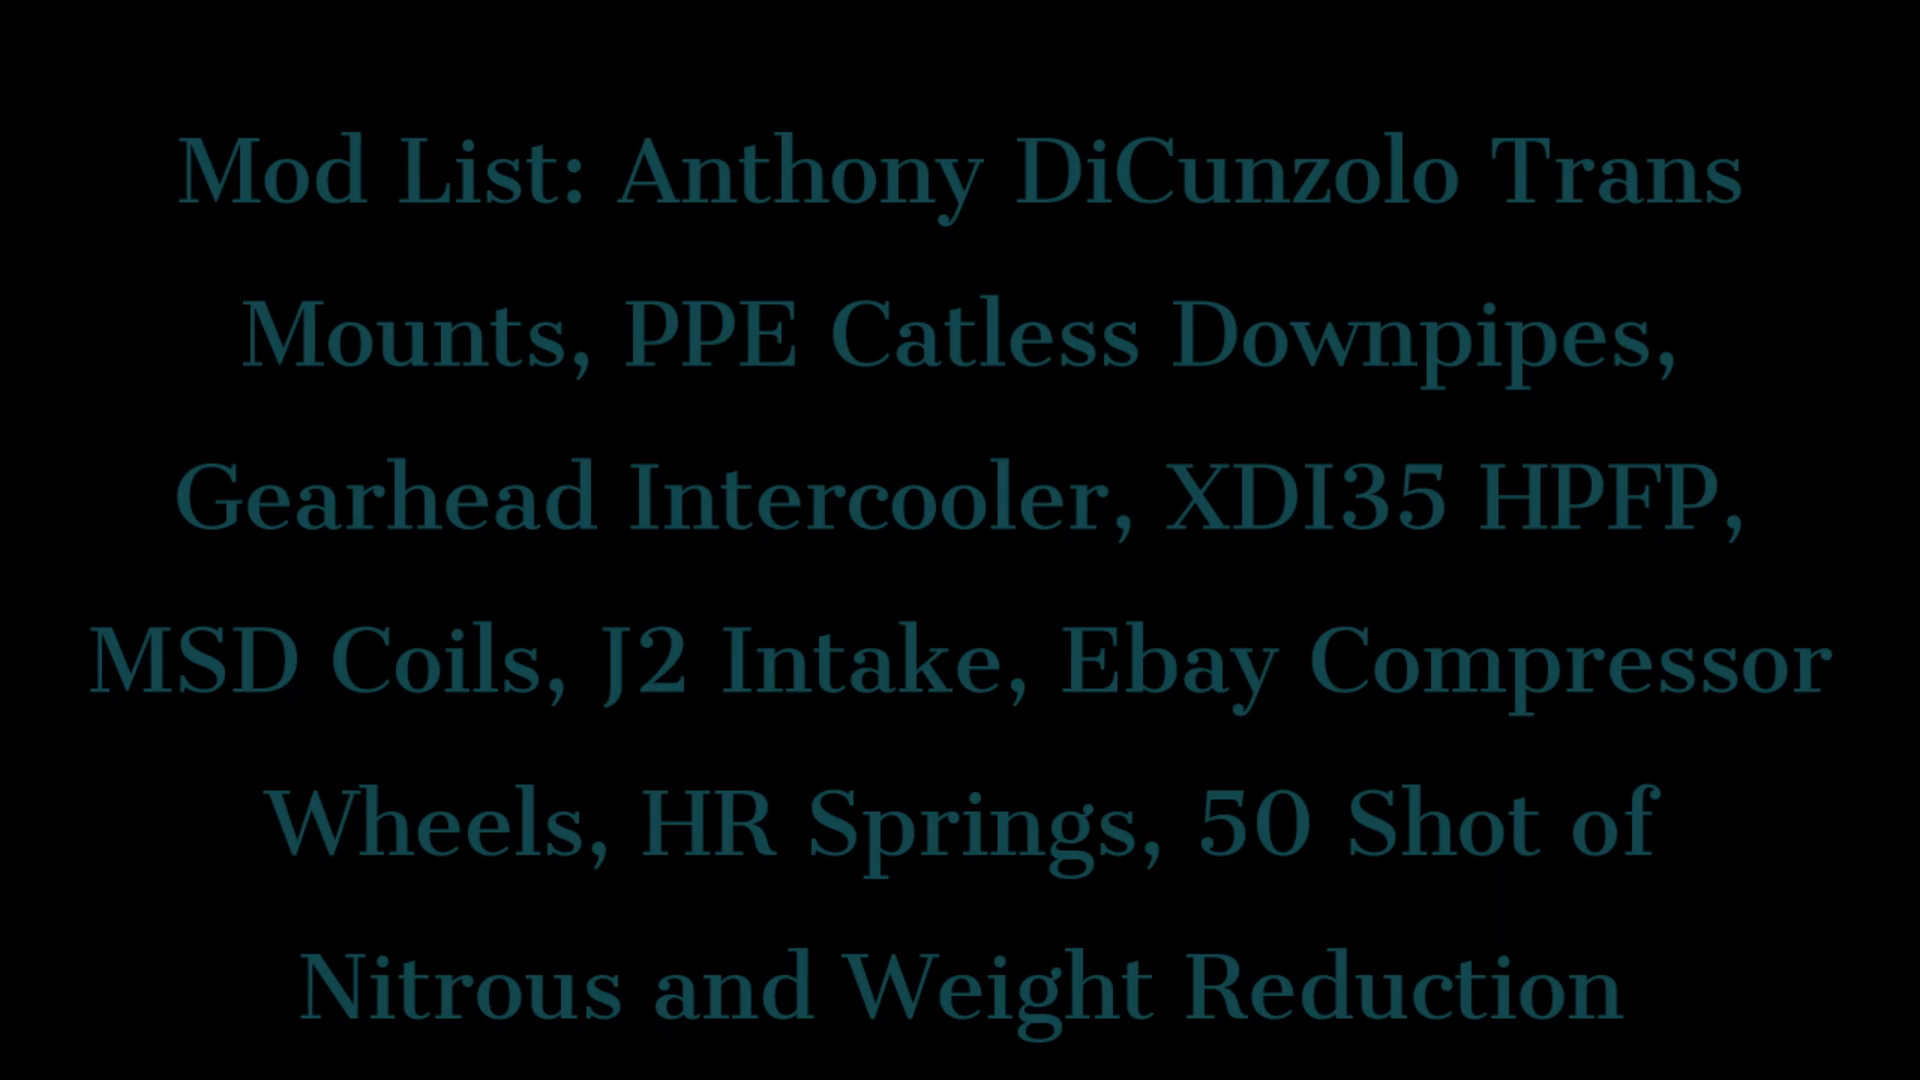 Mod List: Anthony DiCunzolo Trans
Mounts, PPE Catless Downpipes,
Gearhead Intercooler, XDI35 HPFP,
MSD Coils, J2 Intake, Ebay Compressor
Wheels, HR Springs, 50 Shot of
Nitrous and Weight Reduction